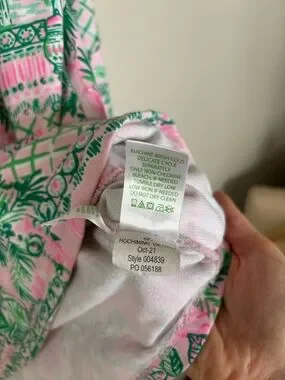 MACHINE WASH COLD
DELICATE CYCLE
SEPARATELY
ONLY NON-CHLORINE
BLEACH, IF NEEDED
TUMBLE DRY LOW
LOW IRON IF NEEDED
DO NOT DRY CLEAN
HOCHIMINH,
Oct-21
Style 004839
PO 056188